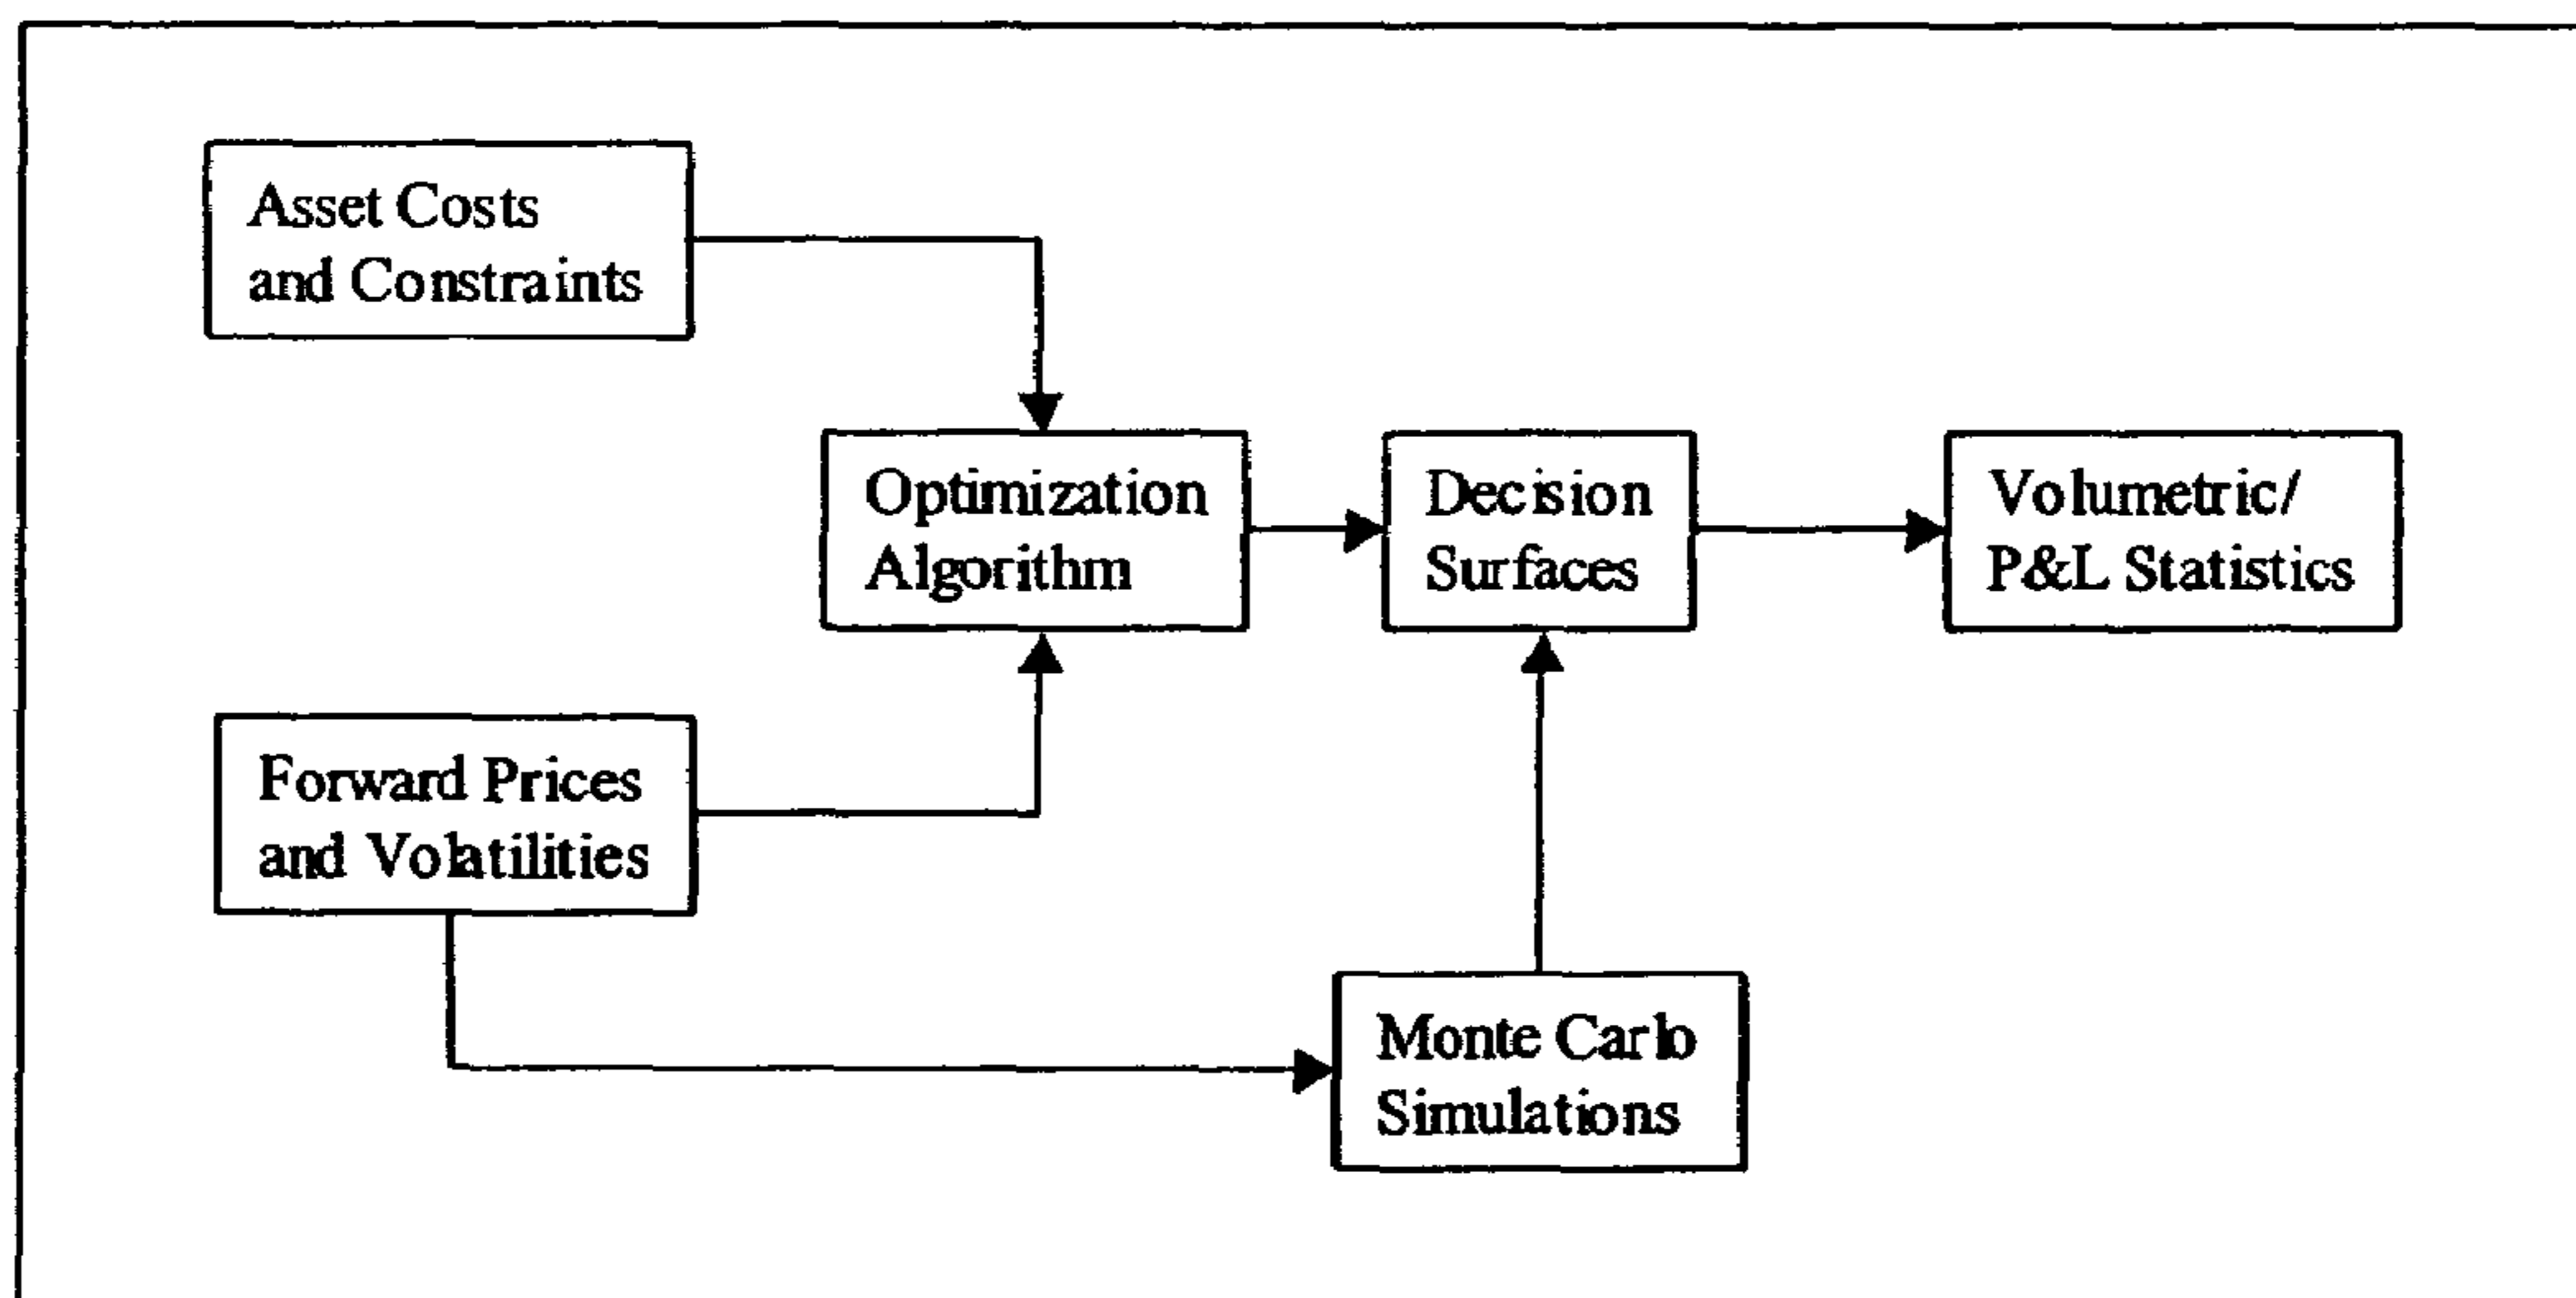 Asset Costs
and Constraints
Optimization
Algorithm
Decision
Surfaces
Volumetric/
P&L Statistics
Forward Prices
and Volatilities
Monte Carlo
Simulations